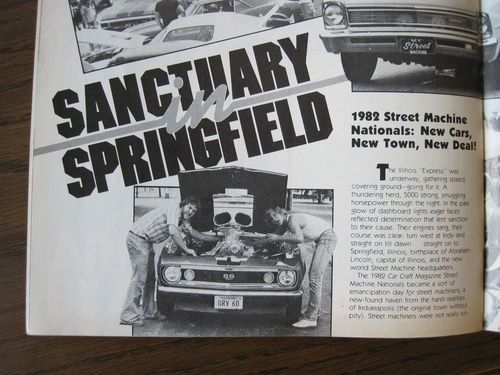 SANCTUARY
in
SPRINGFIELD
MY
Street
MACHINE
1982 Street Machine
Nationals: New Cars,
New Town, New Deal!
The Illinois "Express" was
underway, gathering speed,
covering ground—going for it. A
thundering herd, 5000 strong, smuggling
horsepower through the night. In the pale
glow of dashboard lights eager faces
reflected determination that lent sanction
to their cause. Their engines sang, their
course was clear: turn west at Indy and
straight on till dawn . . . straight on to
Springfield, Illinois; birthplace of Abraham
Lincoln, capital of Illinois, and the new
world Street Machine headquarters.
The 1982 Car Craft Magazine Street
Machine Nationals became a sort of
emancipation day for street machiners; a
new-found haven from the harsh realities
of Indianapolis (the original town without
pity). Street machiners were not really run
SS
DRV 60